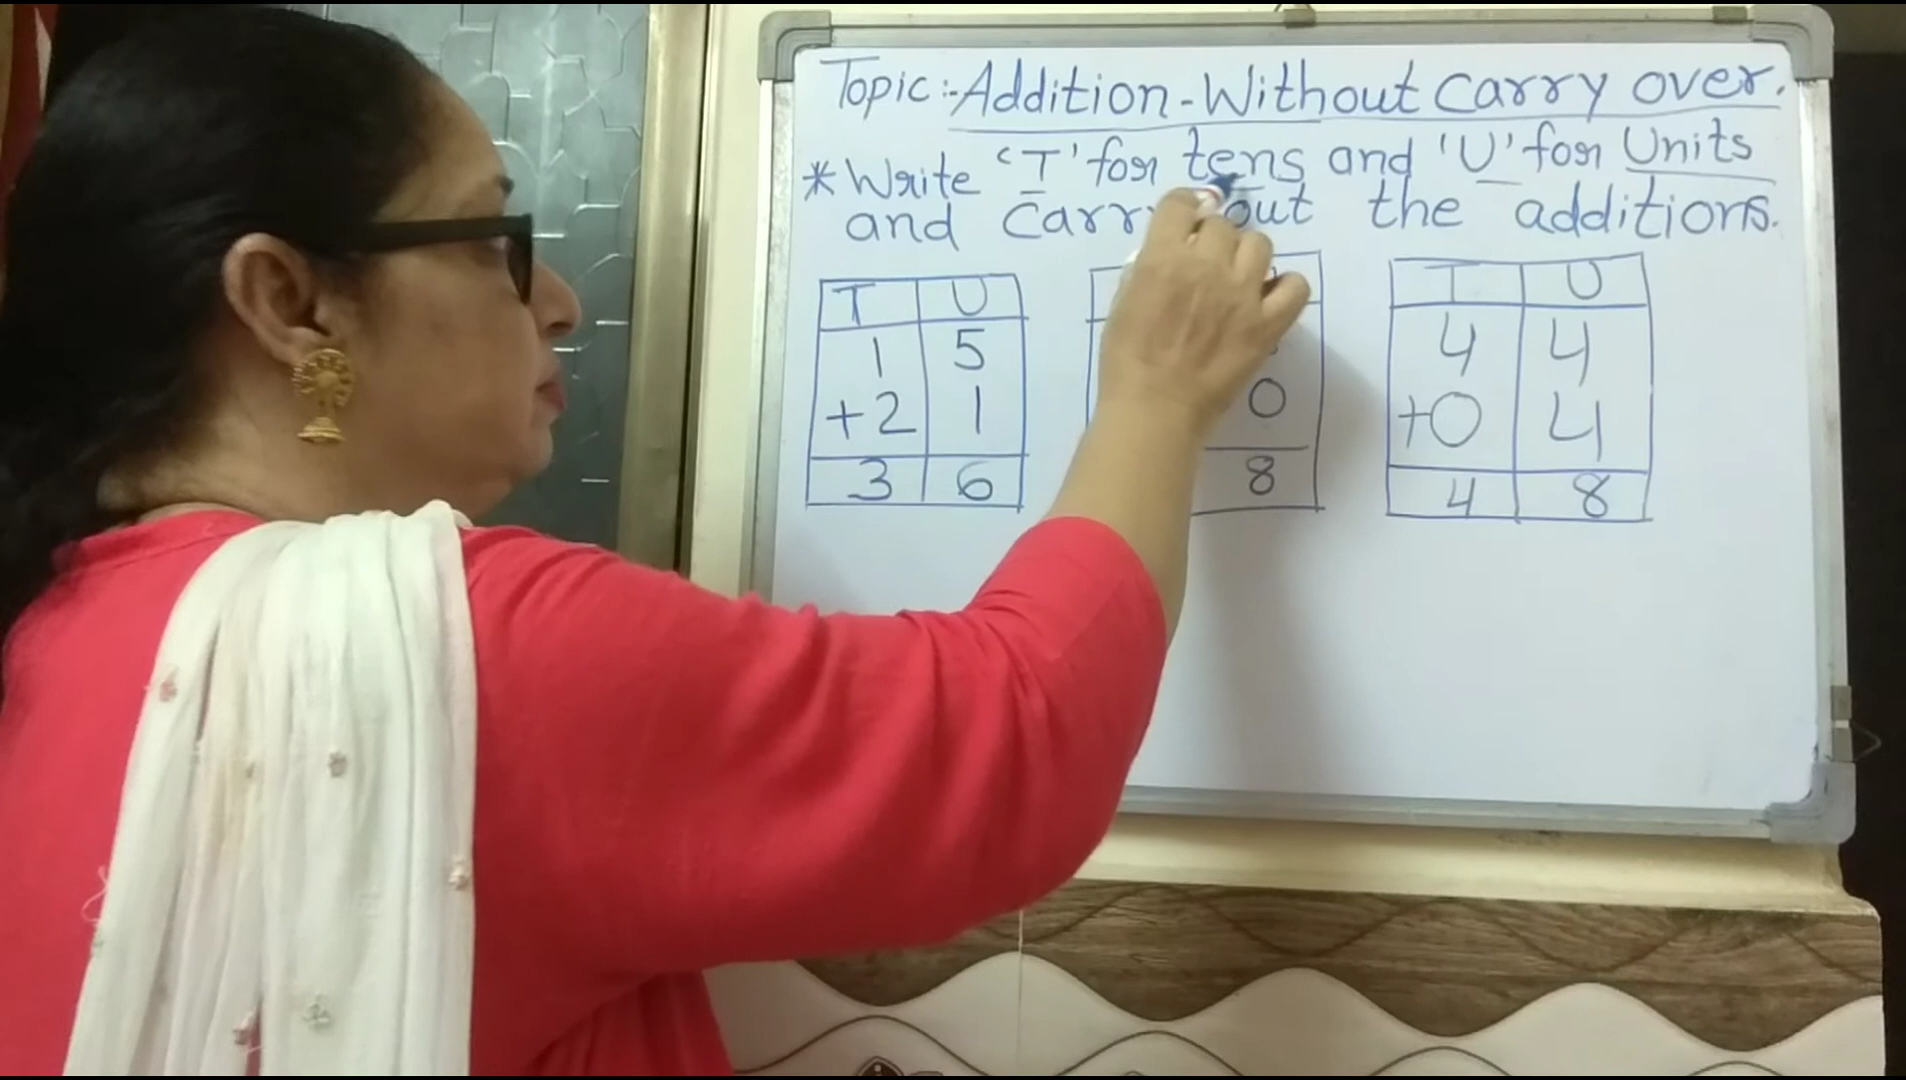 Topic:-Addition-Without carry over.
*Write 'T' for tens and 'U' for Units
and carry out the additions.
T U
1 5
+2 1
3 6
0
8
T U
4 4
+0 4
4 8